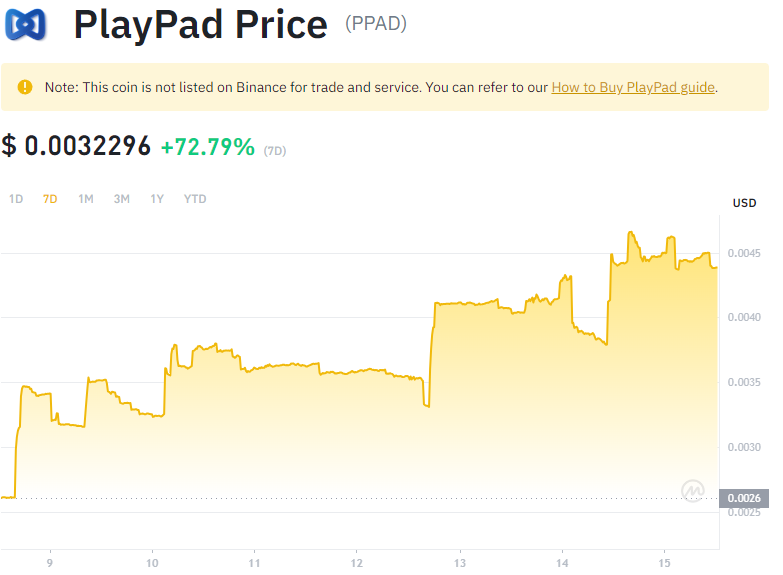 PlayPad Price (PPAD)
Note: This coin is not listed on Binance for trade and service. You can refer to our How to Buy PlayPad guide.
$ 0.0032296 +72.79% (7D)
1D 7D 1M 3M 1Y YTD
USD
0.0045
0.0040
0.0035
0.0030
0.0026
0.0025
9 10 11 12 13 14 15